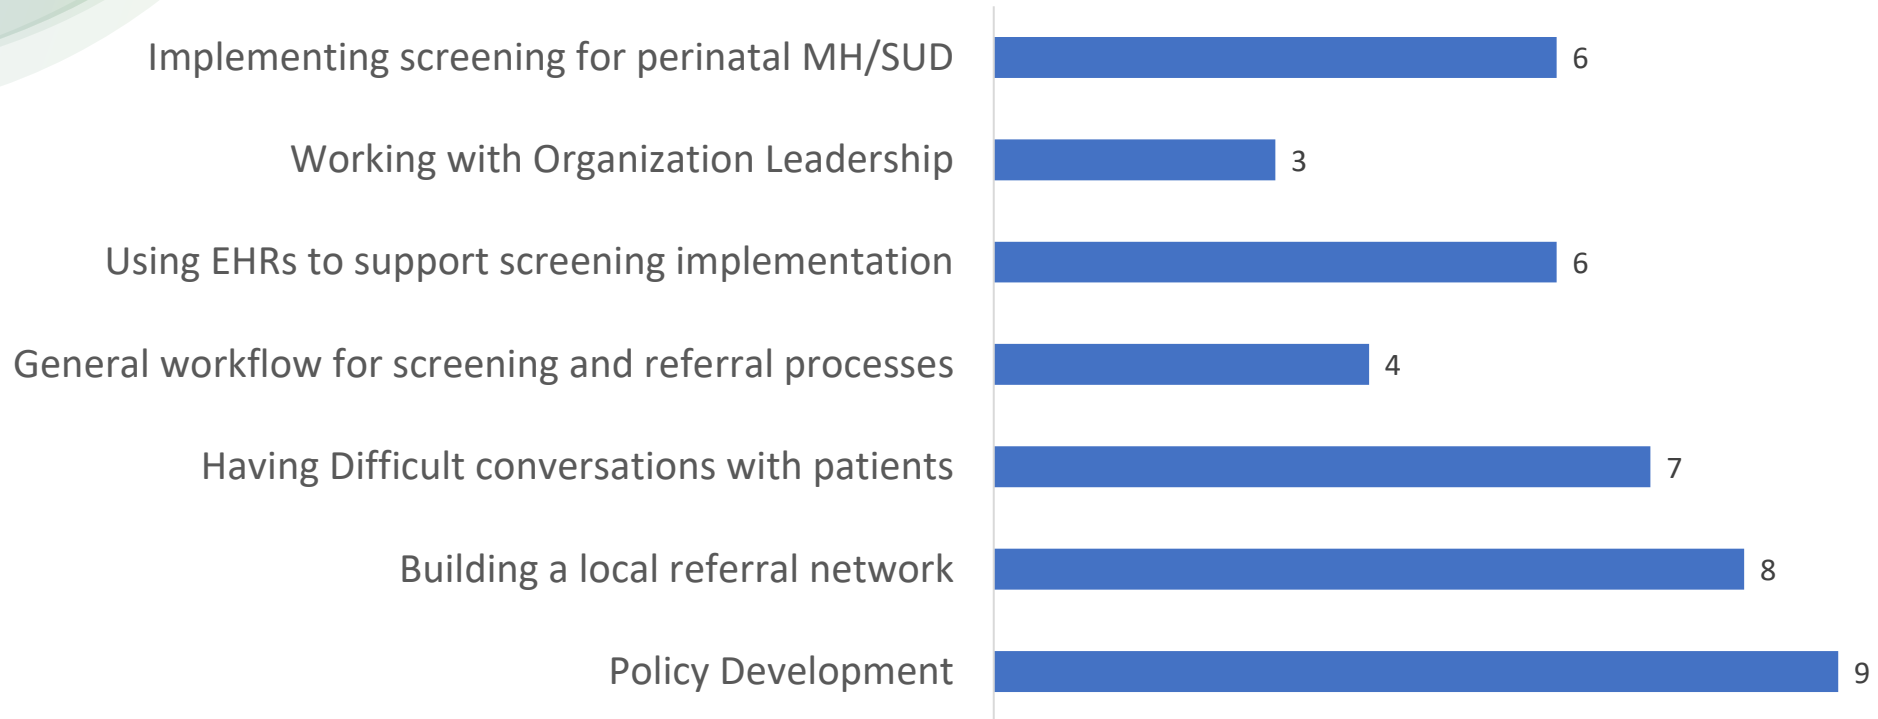 Implementing screening for perinatal MH/SUD 6
Working with Organization Leadership 3
Using EHRs to support screening implementation 6
General workflow for screening and referral processes 4
Having Difficult conversations with patients 7
Building a local referral network 8
Policy Development 9